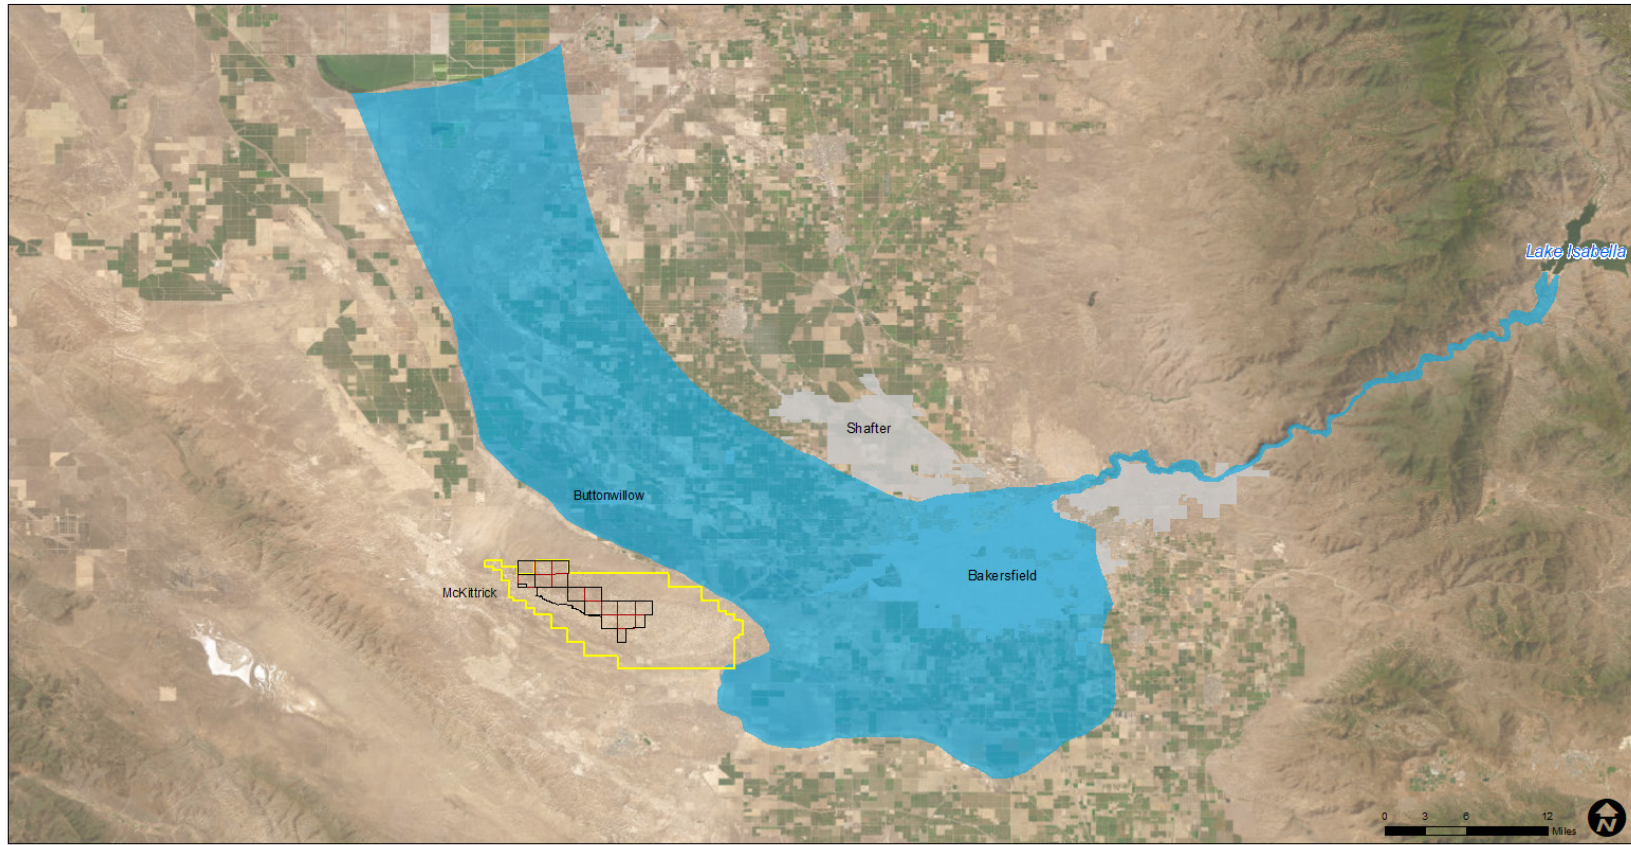 Lake Isabella
Shafter
Buttonwillow
Bakersfield
McKittrick
0 3 6 12
Miles
N